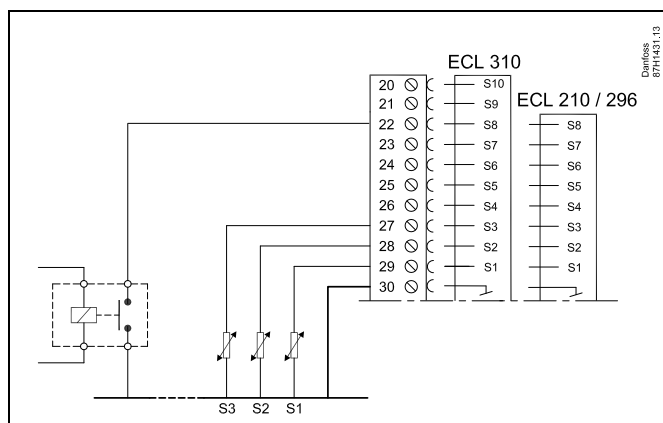 Danfoss
87H1431.13
ECL 310
ECL 210 / 296
20 S10
21 S9
22 S8 S8
23 S7 S7
24 S6 S6
25 S5 S5
26 S4 S4
27 S3 S3
28 S2 S2
29 S1 S1
30
S3 S2 S1